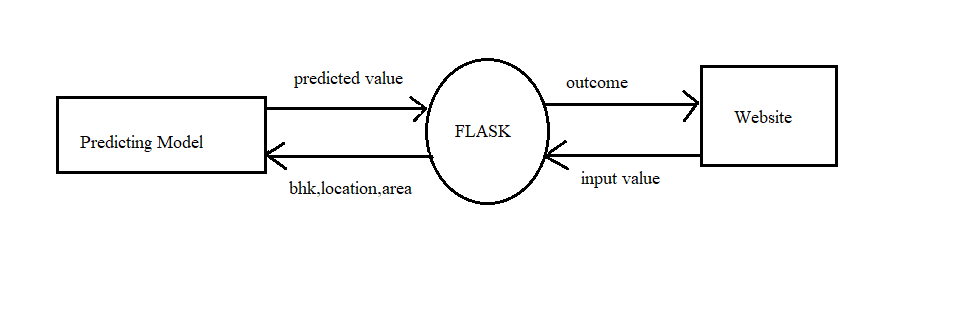 predicted value
outcome
Predicting Model
FLASK
Website
bhk,location,area
input value